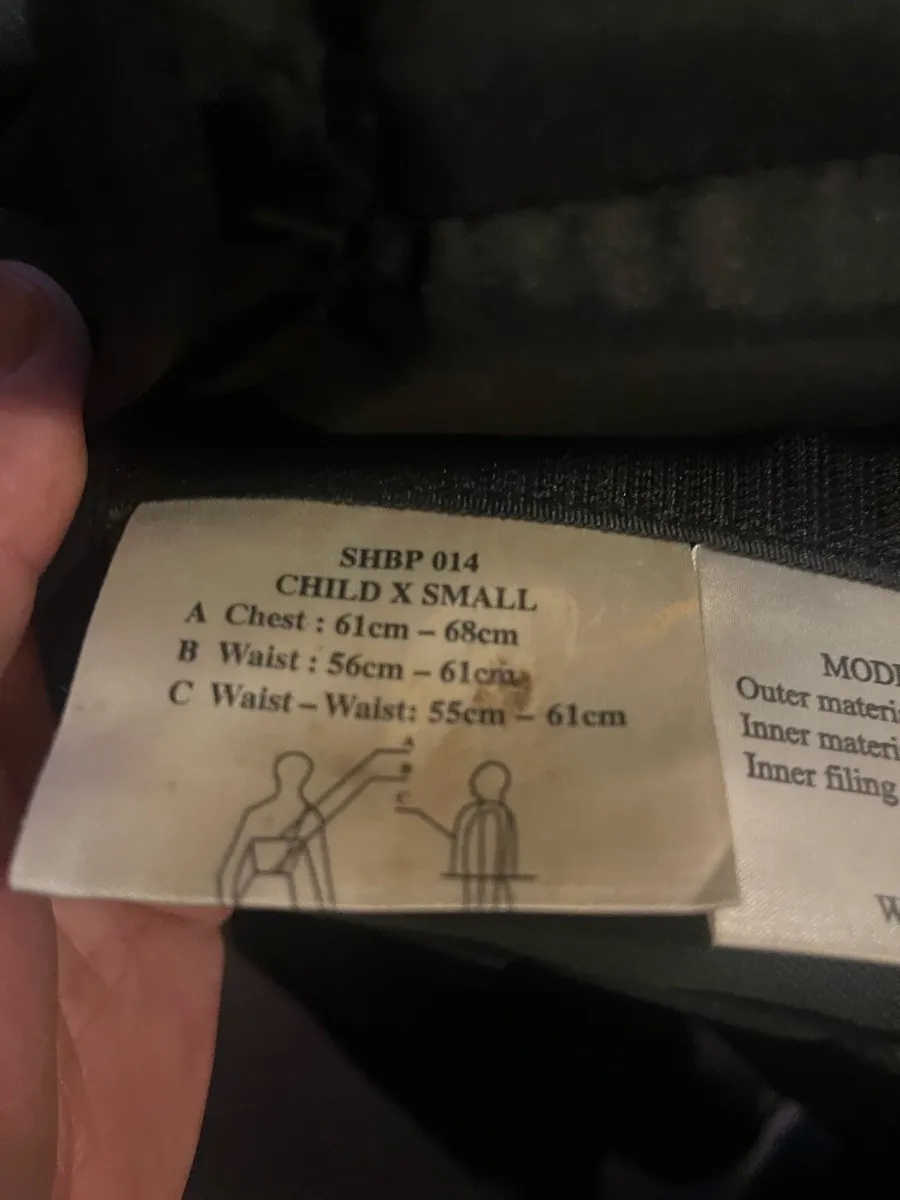 SHBP 014
CHILD X SMALL
A Chest : 61cm – 68cm
B Waist : 56cm – 61cm
C Waist – Waist: 55cm – 61cm
A
B
C
MODE
Outer materi
Inner materi
Inner filing
W